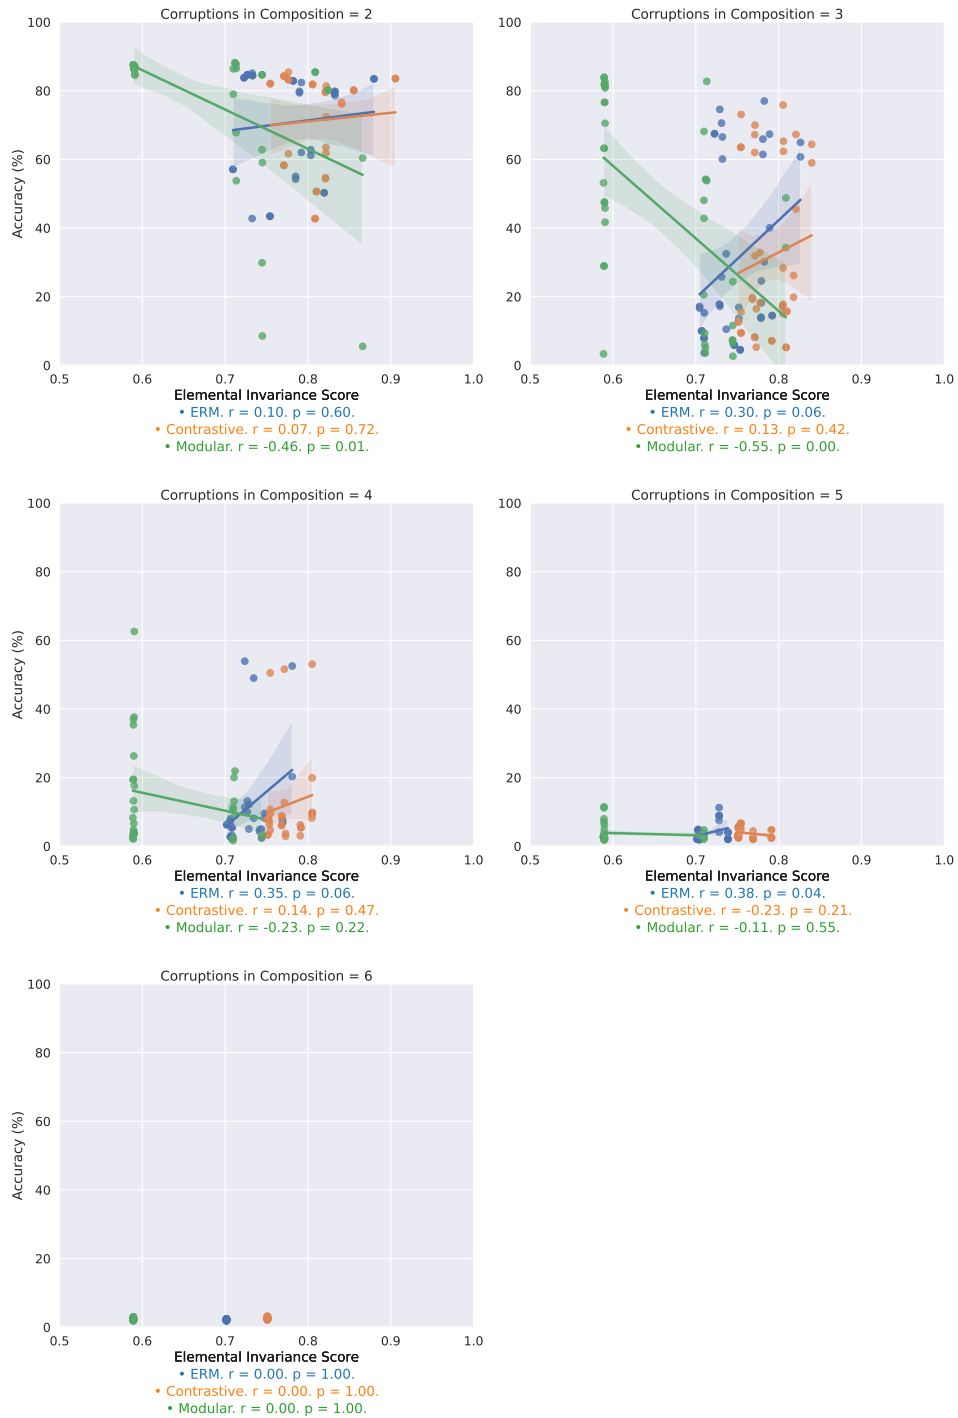 Corruptions in Composition = 2
100
80
60
40
20
0
Accuracy (%)
0.5 0.6 0.7 0.8 0.9 1.0
Elemental Invariance Score
• ERM. r = 0.10. p = 0.60.
• Contrastive. r = 0.07. p = 0.72.
• Modular. r = -0.46. p = 0.01.
Corruptions in Composition = 3
100
80
60
40
20
0
0.5 0.6 0.7 0.8 0.9 1.0
Elemental Invariance Score
• ERM. r = 0.30. p = 0.06.
• Contrastive. r = 0.13. p = 0.42.
• Modular. r = -0.55. p = 0.00.
Corruptions in Composition = 4
100
80
60
40
20
0
Accuracy (%)
0.5 0.6 0.7 0.8 0.9 1.0
Elemental Invariance Score
• ERM. r = 0.35. p = 0.06.
• Contrastive. r = 0.14. p = 0.47.
• Modular. r = -0.23. p = 0.22.
Corruptions in Composition = 5
100
80
60
40
20
0
0.5 0.6 0.7 0.8 0.9 1.0
Elemental Invariance Score
• ERM. r = 0.38. p = 0.04.
• Contrastive. r = -0.23. p = 0.21.
• Modular. r = -0.11. p = 0.55.
Corruptions in Composition = 6
100
80
60
40
20
0
Accuracy (%)
0.5 0.6 0.7 0.8 0.9 1.0
Elemental Invariance Score
• ERM. r = 0.00. p = 1.00.
• Contrastive. r = 0.00. p = 1.00.
• Modular. r = 0.00. p = 1.00.